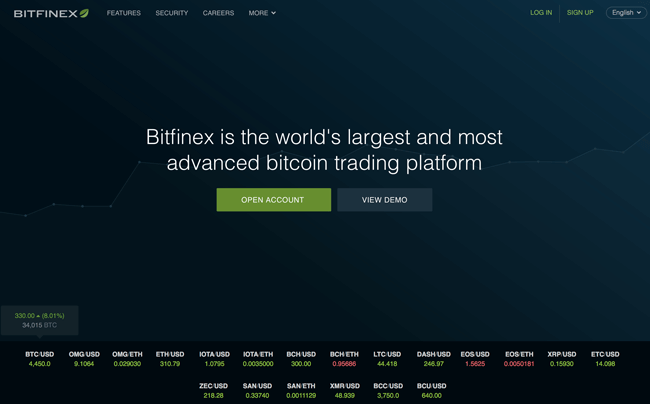 BITFINEX FEATURES SECURITY CAREERS MORE LOG IN SIGN UP English
Bitfinex is the world's largest and most
advanced bitcoin trading platform
OPEN ACCOUNT VIEW DEMO
330.00 (8.01%)
34,015 BTC
BTC/USD OMG/USD OMG/ETH ETH/USD IOTA/USD IOTA/ETH BCH/USD BCH/ETH LTC/USD DASH/USD EOS/USD EOS/ETH XRP/USD ETC/USD
4,450.0 9.1064 0.029030 310.79 1.0795 0.0035000 300.00 0.95686 44.418 246.97 1.5625 0.0050181 0.15930 14.098
ZEC/USD SAN/USD SAN/ETH XMR/USD BCC/USD BCU/USD
218.28 0.33740 0.0011129 48.939 3,750.0 640.00